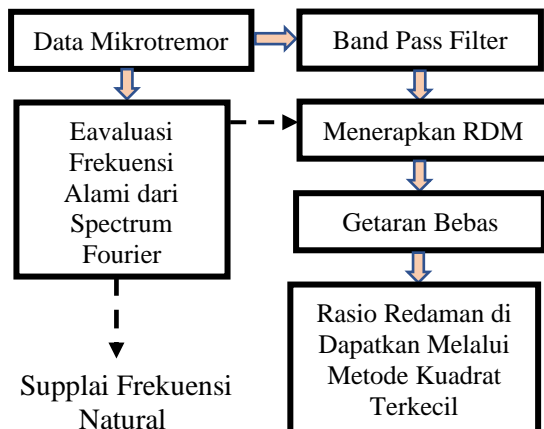 Data Mikrotremor
Band Pass Filter
Eavaluasi
Frekuensi
Alami dari
Spectrum
Fourier
Menerapkan RDM
Getaran Bebas
Rasio Redaman di
Dapatkan Melalui
Metode Kuadrat
Terkecil
Supplai Frekuensi
Natural